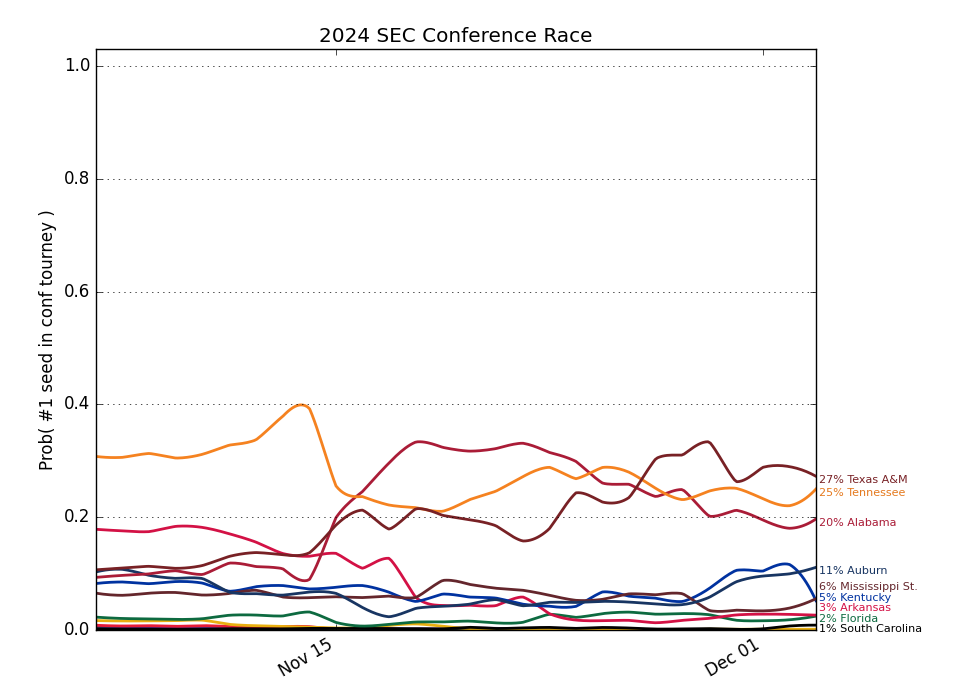 2024 SEC Conference Race
Prob( #1 seed in conf tourney )
1.0
0.8
0.6
0.4
0.2
0.0
Nov 15
Dec 01
27% Texas A&M
25% Tennessee
20% Alabama
11% Auburn
6% Mississippi St.
5% Kentucky
3% Arkansas
2% Florida
1% South Carolina